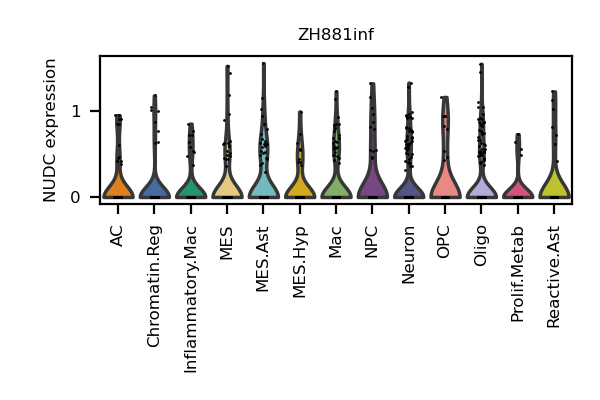 ZH881inf
NUDC expression
1
0
AC
Chromatin.Reg
Inflammatory.Mac
MES
MES.Ast
MES.Hyp
Mac
NPC
Neuron
OPC
Oligo
Prolif.Metab
Reactive.Ast